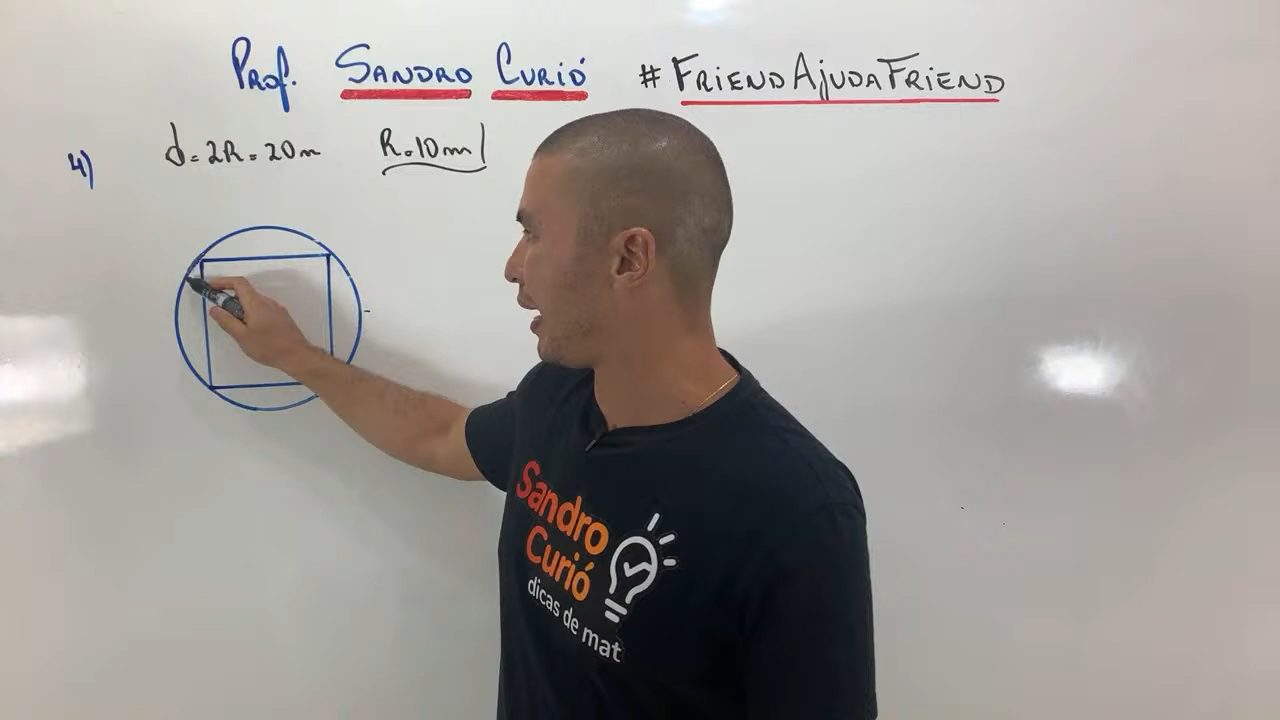 Prof. Sandro Curió #FriendAjudaFriend
4) d = 2R = 20m R = 10m
Sandro
Curió
dicas de mat